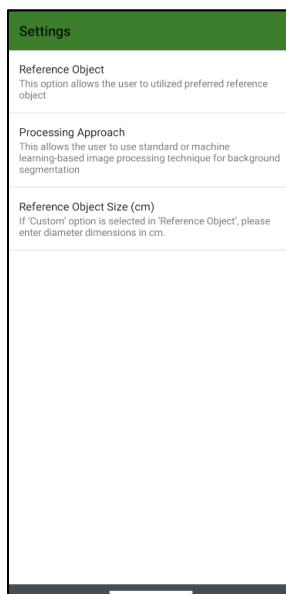 Settings
Reference Object
This option allows the user to utilized preferred reference
object
Processing Approach
This allows the user to use standard or machine
learning-based image processing technique for background
segmentation
Reference Object Size (cm)
If ‘Custom’ option is selected in ‘Reference Object’, please
enter diameter dimensions in cm.